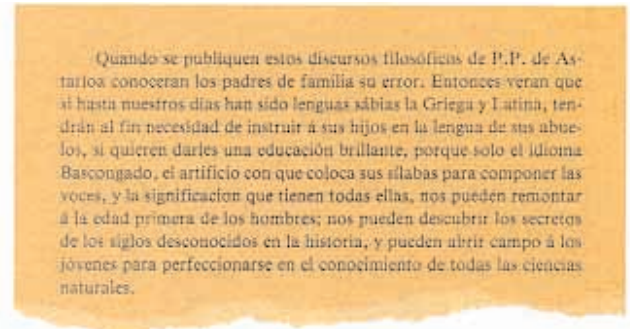 Quando se publiquen estos discursos filosóficos de P.P. de As-
tarloa conoceran los padres de familia su error. Entonces veran que
si hasta nuestros dias han sido lenguas sábias la Griega y Latina, ten-
drán al fin necesidad de instruir á sus hijos en la lengua de sus abue-
los, si quieren darles una educación brillante, porque solo el idioma
Bascongado, el artificio con que coloca sus sílabas para componer las
voces, y la significacion que tienen todas ellas, nos pueden remontar
á la edad primera de los hombres; nos pueden descubrir los secretos
de los siglos desconocidos en la historia, y pueden abrir campo á los
jóvenes para perfeccionarse en el conocimiento de todas las ciencias
naturales.